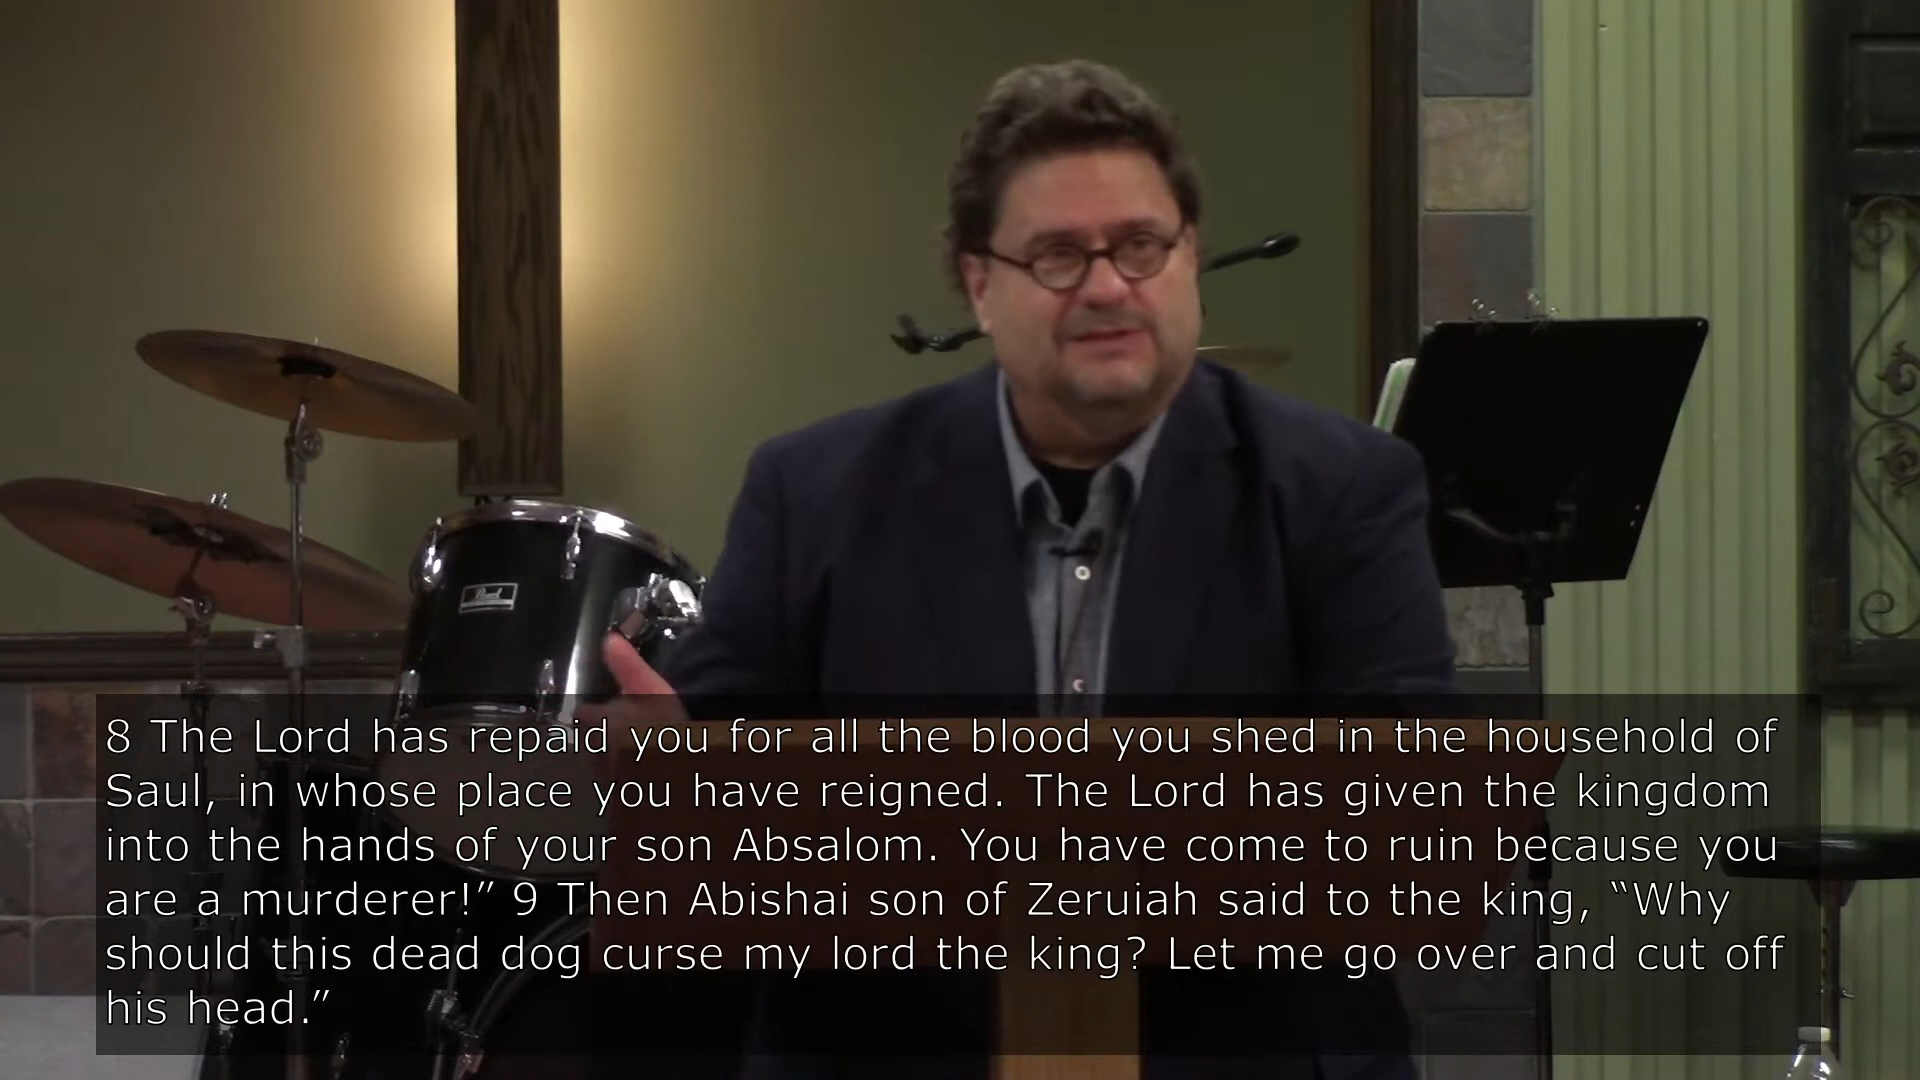 Pearl
8 The Lord has repaid you for all the blood you shed in the household of
Saul, in whose place you have reigned. The Lord has given the kingdom
into the hands of your son Absalom. You have come to ruin because you
are a murderer!” 9 Then Abishai son of Zeruiah said to the king, “Why
should this dead dog curse my lord the king? Let me go over and cut off
his head.”